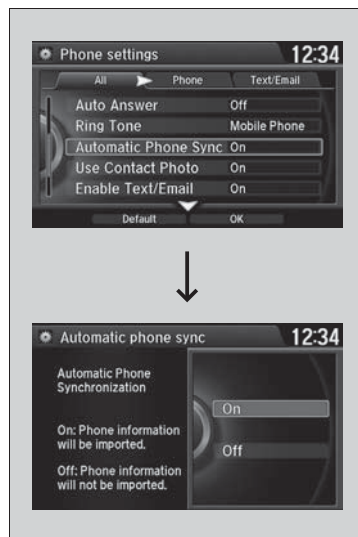 Phone settings 12:34
All Phone Text/Email
Auto Answer Off
Ring Tone Mobile Phone
Automatic Phone Sync On
Use Contact Photo On
Enable Text/Email On
Default OK
Automatic phone sync 12:34
Automatic Phone
Synchronization
On: Phone information
will be imported.
Off: Phone information
will not be imported.
On
Off